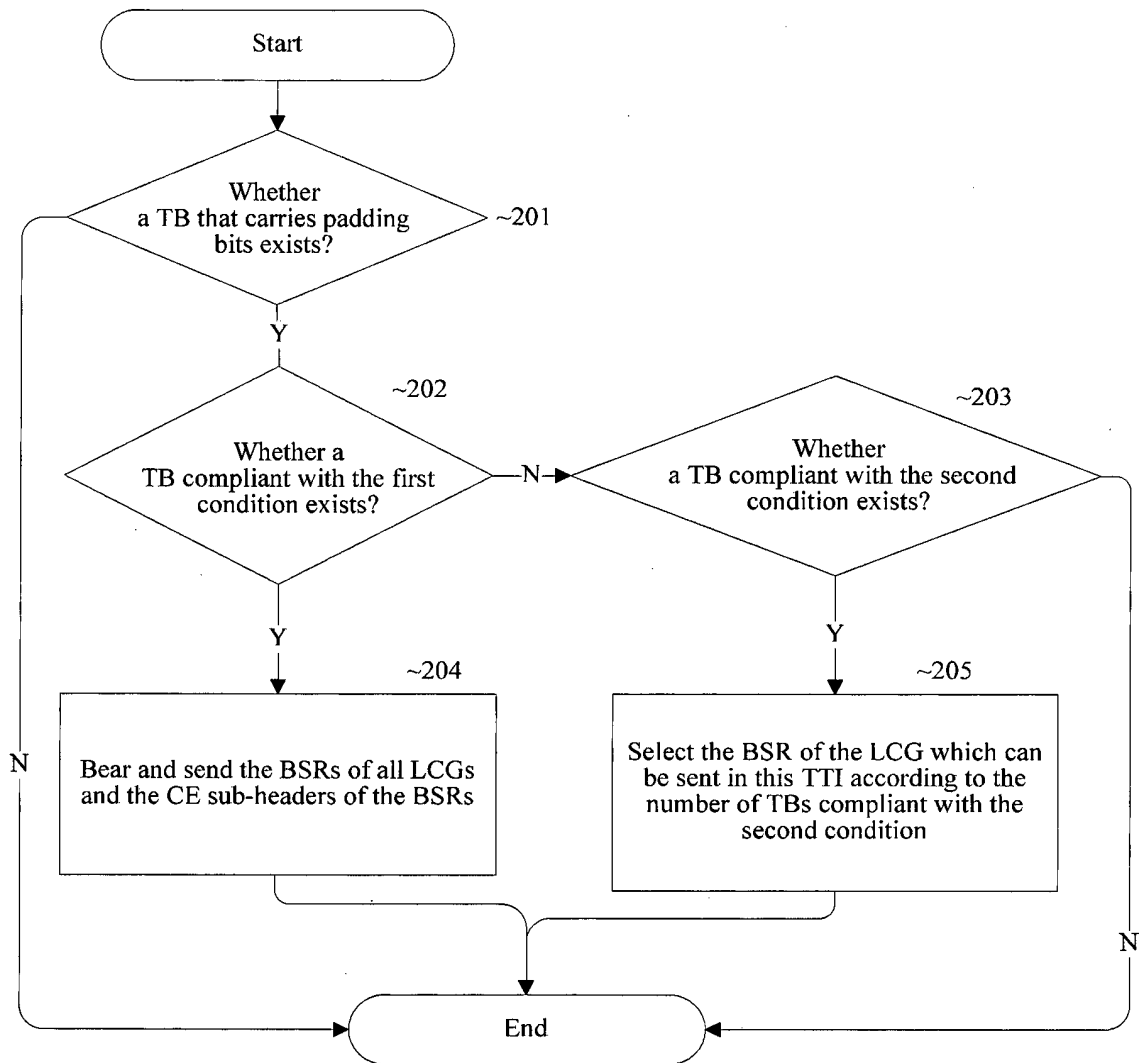 Start
Whether
a TB that carries padding
bits exists?
~201
Y
~202
Whether a
TB compliant with the first
condition exists?
N
~203
Whether
a TB compliant with the second
condition exists?
Y
Y
~204
~205
N
Bear and send the BSRs of all LCGs
and the CE sub-headers of the BSRs
Select the BSR of the LCG which can
be sent in this TTI according to the
number of TBs compliant with the
second condition
N
End